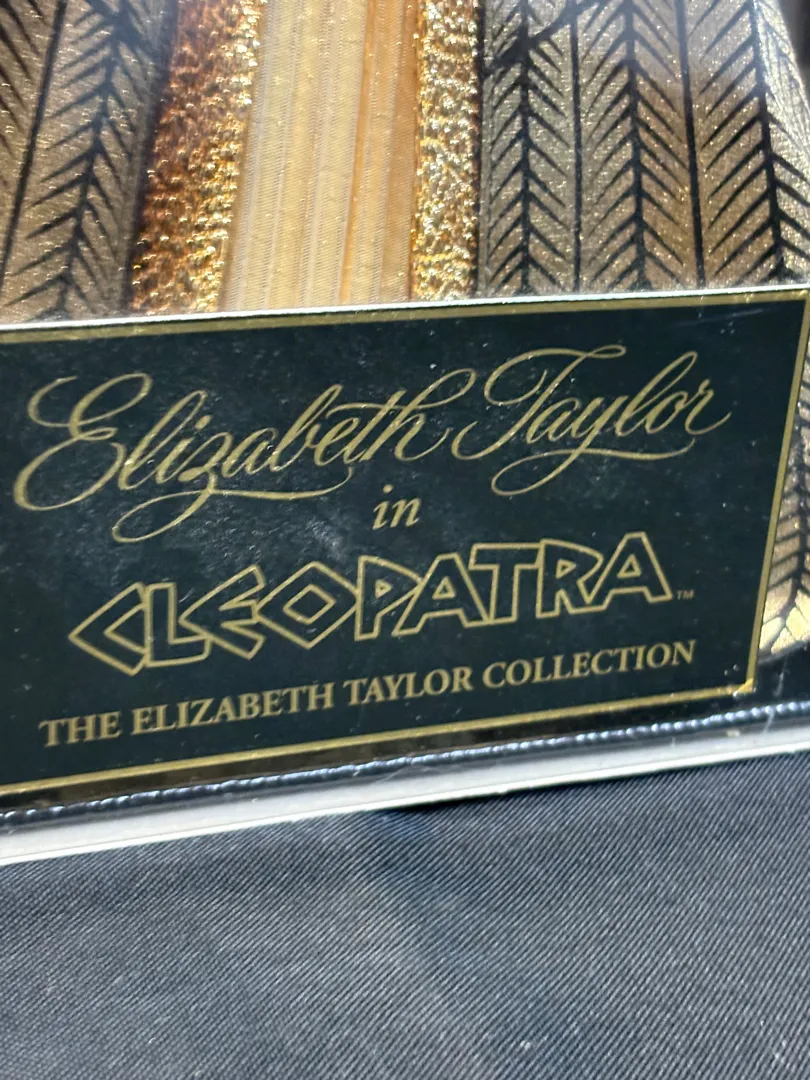 Elizabeth Taylor
in
CLEOPATRA™
THE ELIZABETH TAYLOR COLLECTION